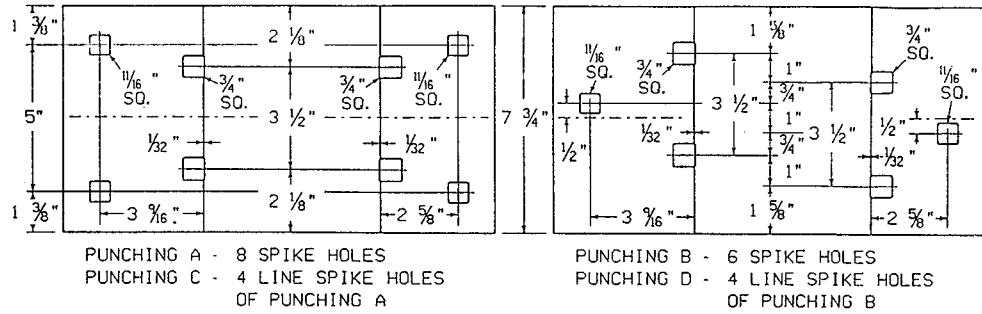 1 3/8"
2 1/8"
11/16" SQ.
3/4" SQ.
3/4" SQ.
11/16" SQ.
5"
3 1/2"
1/32"
1/32"
2 1/8"
1 3/8"
3 9/16"
2 5/8"
PUNCHING A - 8 SPIKE HOLES
PUNCHING C - 4 LINE SPIKE HOLES
OF PUNCHING A
7 3/4"
1 5/8"
3/4" SQ.
11/16" SQ.
3/4" SQ.
11/16" SQ.
1"
3/4"
3 1/2"
1"
3 1/2"
1/2"
1/32"
3/4"
1/2"
1/32"
1"
1 5/8"
3 9/16"
2 5/8"
PUNCHING B - 6 SPIKE HOLES
PUNCHING D - 4 LINE SPIKE HOLES
OF PUNCHING B